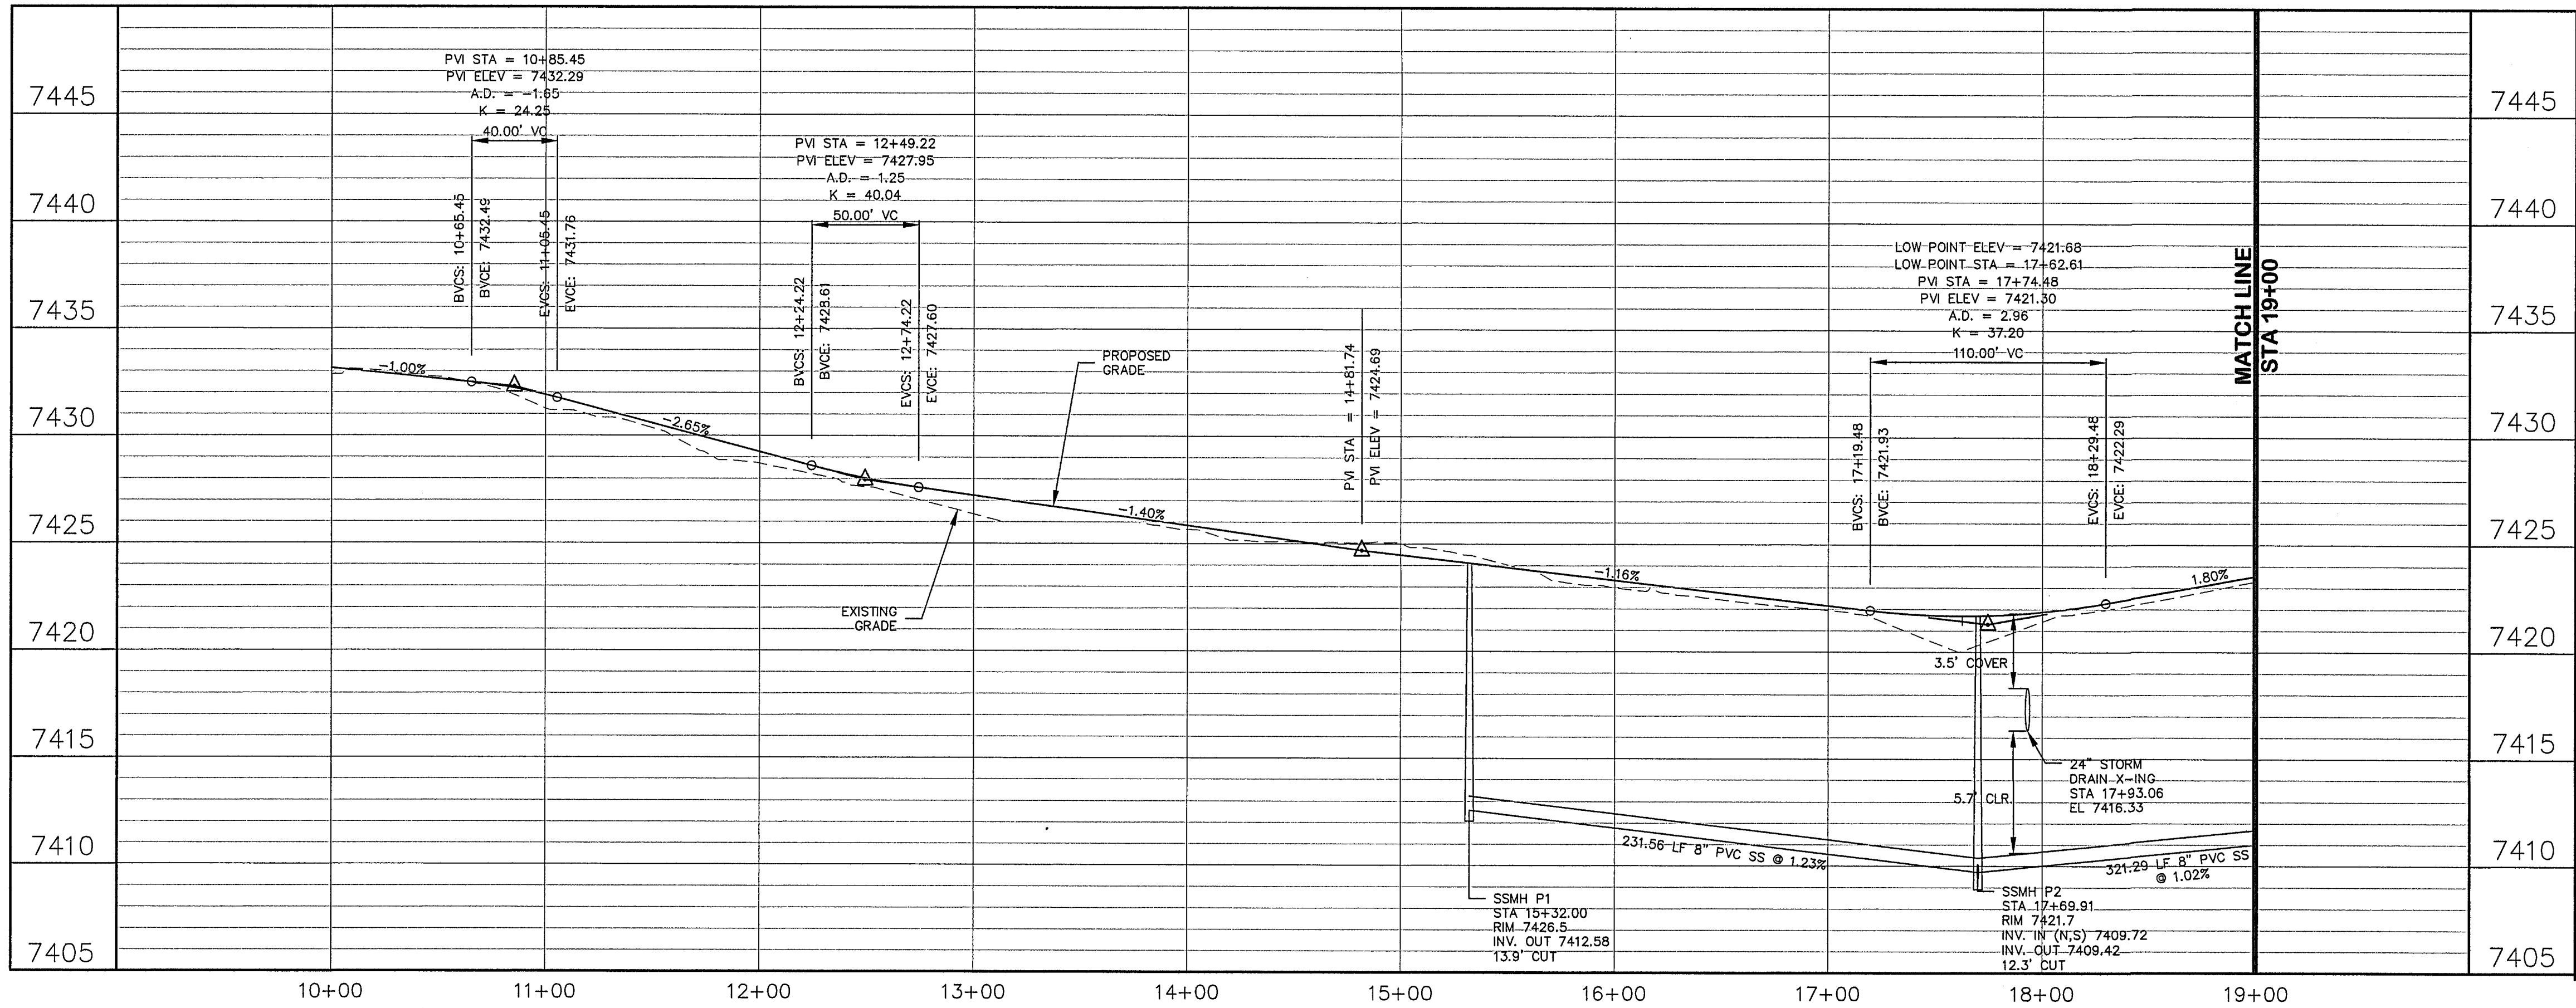 7445
7440
7435
7430
7425
7420
7415
7410
7405
PVI STA = 10+85.45
PVI ELEV = 7432.29
A.D. = -1.65
K = 24.25
40.00' VC
BVCS: 10+65.45
BVCE: 7432.49
EVCS: 11+05.45
EVCE: 7431.76
-1.00%
-2.65%
PVI STA = 12+49.22
PVI ELEV = 7427.95
A.D. = 1.25
K = 40.04
50.00' VC
BVCS: 12+24.22
BVCE: 7428.61
EVCS: 12+74.22
EVCE: 7427.60
PROPOSED
GRADE
EXISTING
GRADE
-1.40%
PVI STA = 14+81.74
PVI ELEV = 7424.69
-1.16%
LOW POINT ELEV = 7421.68
LOW POINT STA = 17+62.61
PVI STA = 17+74.48
PVI ELEV = 7421.30
A.D. = 2.96
K = 37.20
110.00' VC
BVCS: 17+19.48
BVCE: 7421.93
EVCS: 18+29.48
EVCE: 7422.29
1.80%
MATCH LINE
STA 19+00
3.5' COVER
5.7' CLR.
24" STORM
DRAIN X-ING
STA 17+93.06
EL 7416.33
231.56 LF 8" PVC SS @ 1.23%
321.29 LF 8" PVC SS
@ 1.02%
SSMH P1
STA 15+32.00
RIM 7426.5
INV. OUT 7412.58
13.9' CUT
SSMH P2
STA 17+69.91
RIM 7421.7
INV. IN (N,S) 7409.72
INV. OUT 7409.42
12.3' CUT
7445
7440
7435
7430
7425
7420
7415
7410
7405
10+00
11+00
12+00
13+00
14+00
15+00
16+00
17+00
18+00
19+00